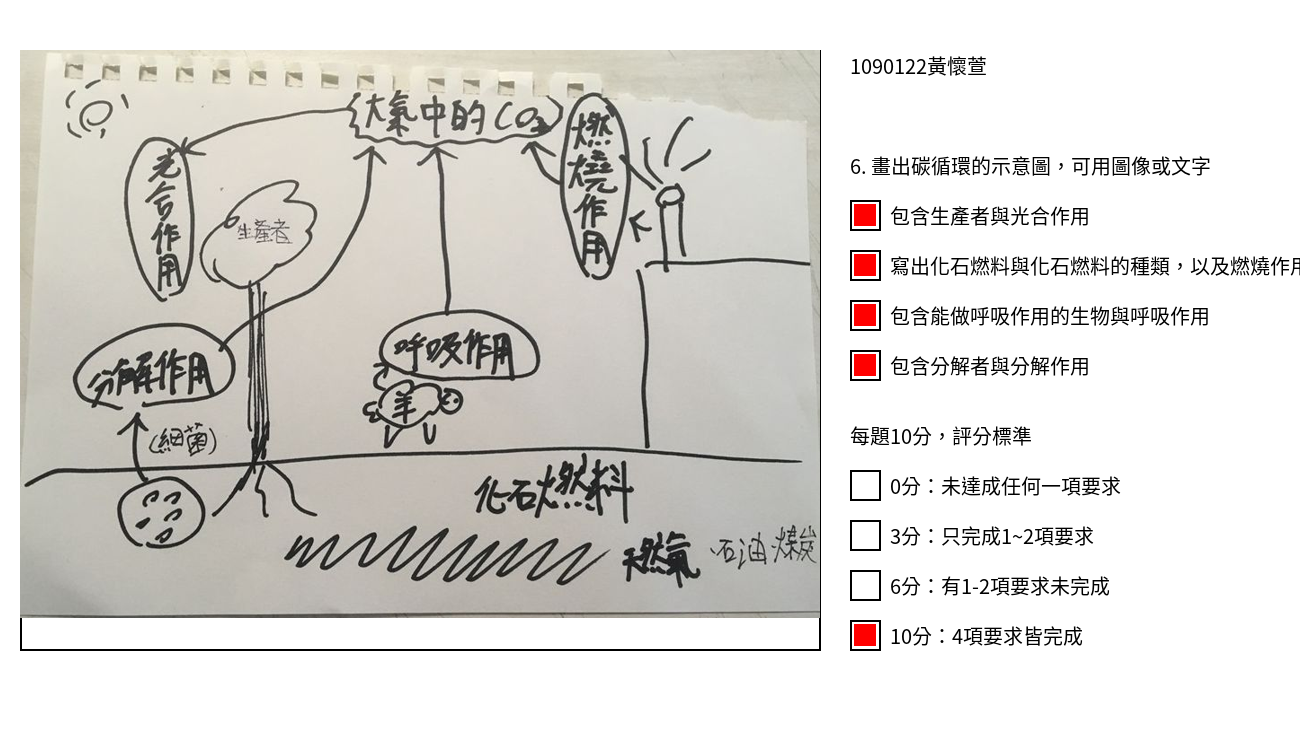 大氣中的CO₂
光合作用
燃燒作用
生產者
分解作用
呼吸作用
羊
(細菌)
化石燃料
天然氣、石油 煤炭
1090122黃懷萱
6. 畫出碳循環的示意圖，可用圖像或文字
包含生產者與光合作用
寫出化石燃料與化石燃料的種類，以及燃燒作用
包含能做呼吸作用的生物與呼吸作用
包含分解者與分解作用
每題10分，評分標準
0分：未達成任何一項要求
3分：只完成1~2項要求
6分：有1-2項要求未完成
10分：4項要求皆完成